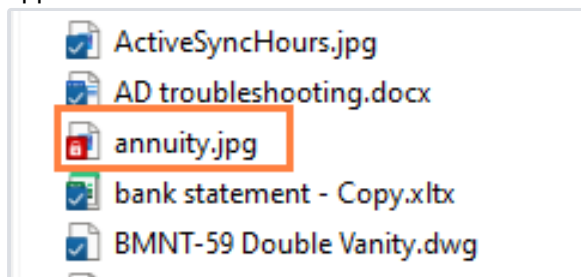 ActiveSyncHours.jpg
AD troubleshooting.docx
annuity.jpg
bank statement - Copy.xltx
BMNT-59 Double Vanity.dwg